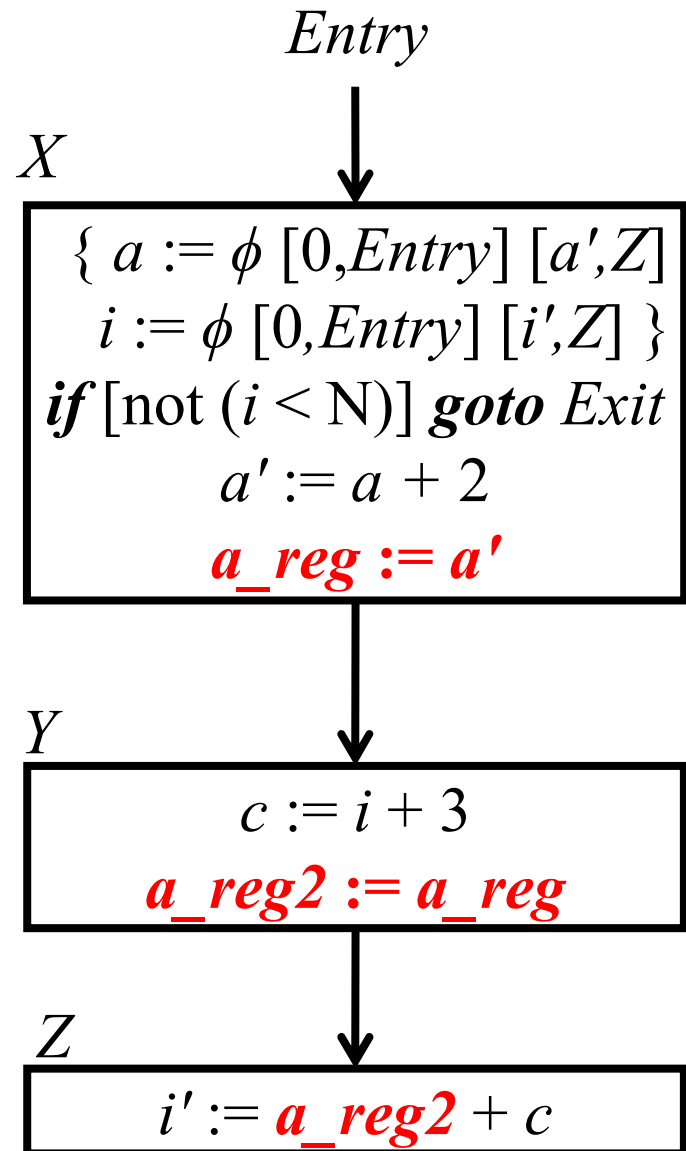 Entry
X
{ a := ϕ [0,Entry] [a',Z]
i := ϕ [0,Entry] [i',Z] }
if [not (i < N)] goto Exit
a' := a + 2
a_reg := a'
Y
c := i + 3
a_reg2 := a_reg
Z
i' := a_reg2 + c